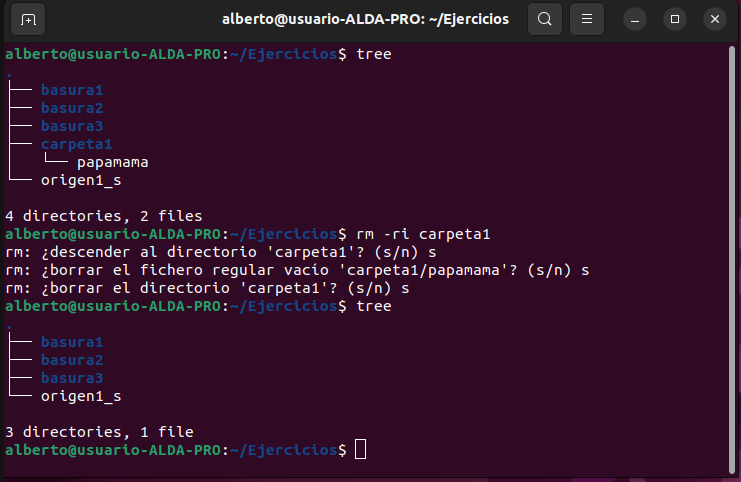 alberto@usuario-ALDA-PRO: ~/Ejercicios
alberto@usuario-ALDA-PRO:~/Ejercicios$ tree
.
├── basura1
├── basura2
├── basura3
├── carpeta1
│   └── papamama
└── origen1_s
4 directories, 2 files
alberto@usuario-ALDA-PRO:~/Ejercicios$ rm -ri carpeta1
rm: ¿descender al directorio 'carpeta1'? (s/n) s
rm: ¿borrar el fichero regular vacío 'carpeta1/papamama'? (s/n) s
rm: ¿borrar el directorio 'carpeta1'? (s/n) s
alberto@usuario-ALDA-PRO:~/Ejercicios$ tree
.
├── basura1
├── basura2
├── basura3
└── origen1_s
3 directories, 1 file
alberto@usuario-ALDA-PRO:~/Ejercicios$